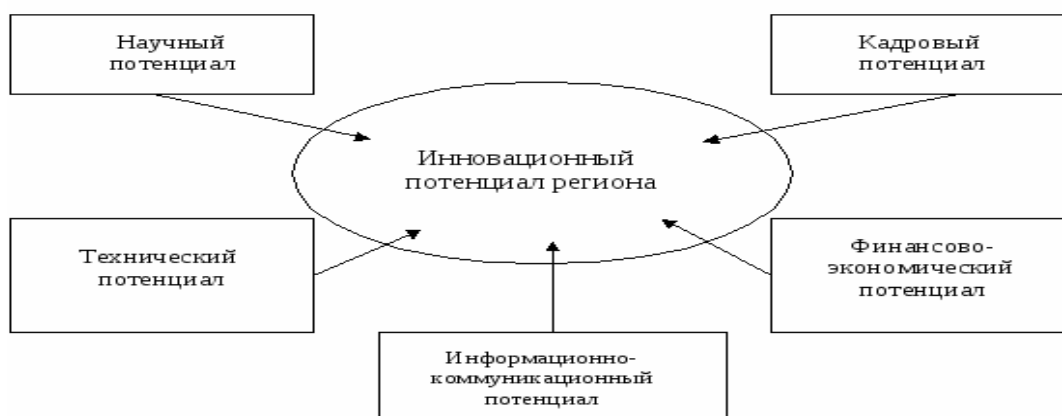 Научный
потенциал
Кадровый
потенциал
Инновационный
потенциал региона
Технический
потенциал
Финансово-
экономический
потенциал
Информационно-
коммуникационный
потенциал